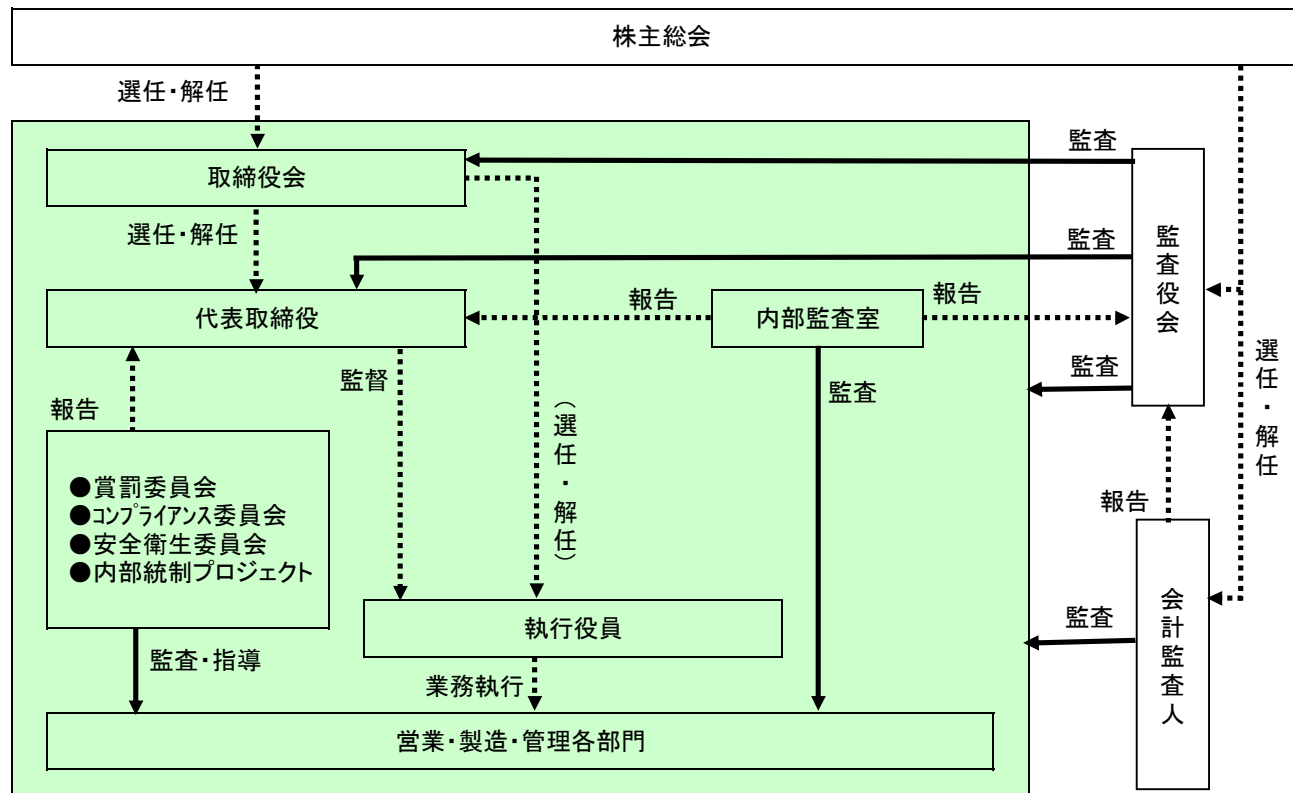 株主総会
選任・解任
取締役会
監査
選任・解任
監査
監査役会
代表取締役
報告
内部監査室
報告
監督
監査
監査
選任・解任
報告
(選任・解任)
●賞罰委員会
●コンプライアンス委員会
●安全衛生委員会
●内部統制プロジェクト
報告
執行役員
監査
会計監査人
監査・指導
業務執行
営業・製造・管理各部門